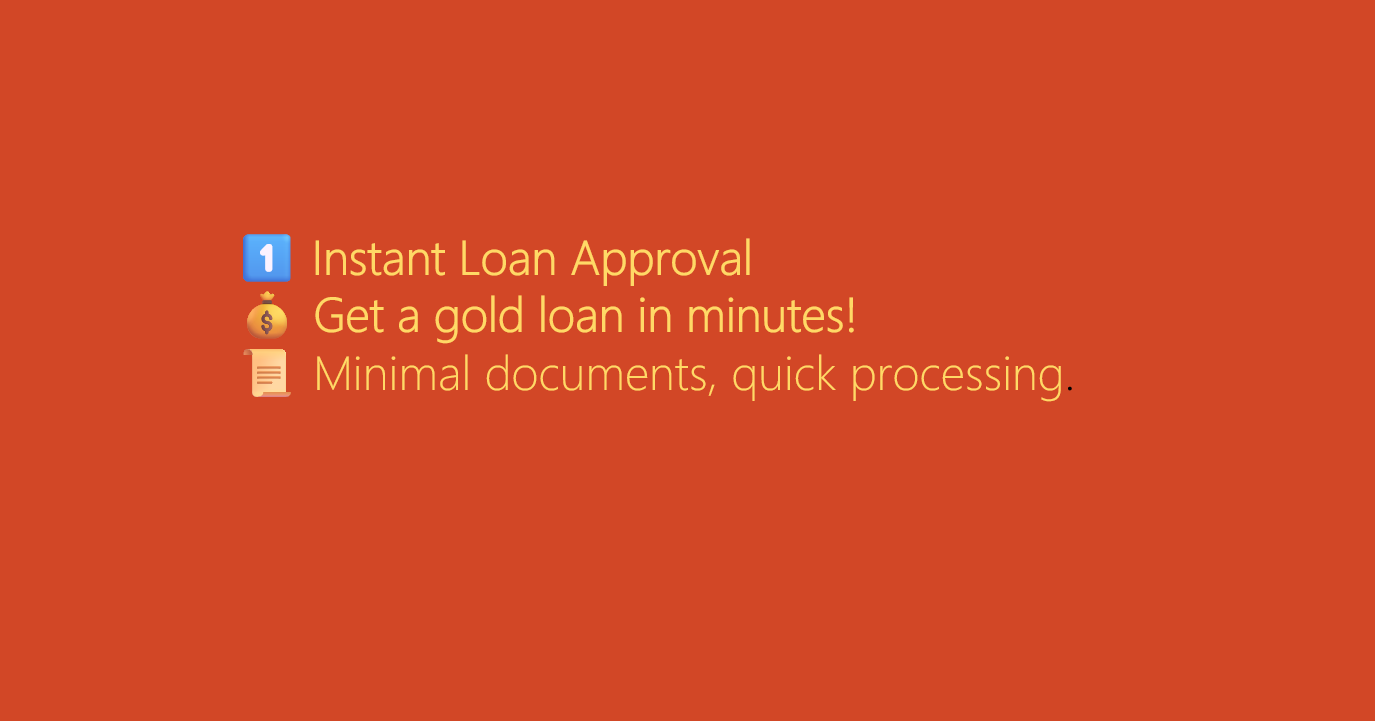 1️⃣ Instant Loan Approval
💰 Get a gold loan in minutes!
📜 Minimal documents, quick processing.